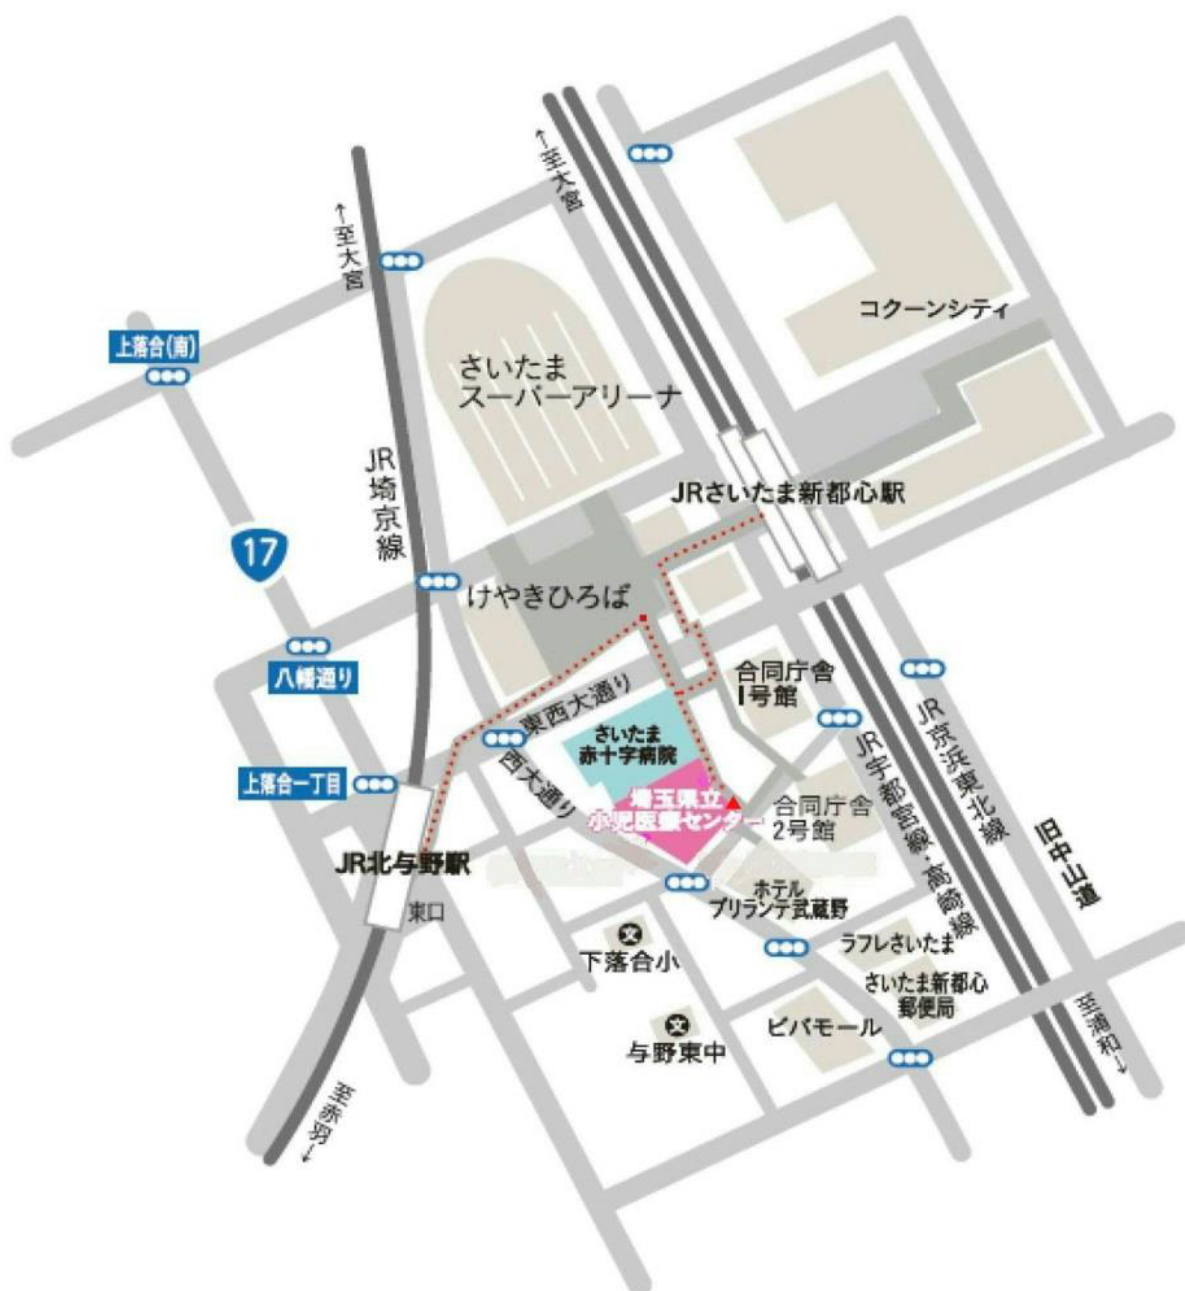 ←至大宮
←至大宮
上落合(南)
コクーンシティ
さいたま
スーパーアリーナ
JR埼京線
JRさいたま新都心駅
17
けやきひろば
八幡通り
合同庁舎
1号館
東西大通り
さいたま
赤十字病院
西大通り
上落合一丁目
埼玉県立
小児医療センター
合同庁舎
2号館
JR京浜東北線
JR宇都宮線・高崎線
旧中山道
JR北与野駅
東口
ホテル
ブリランテ武蔵野
文
下落合小
ラフレさいたま
さいたま新都心
郵便局
文
与野東中
ビバモール
至浦和→
至赤羽→